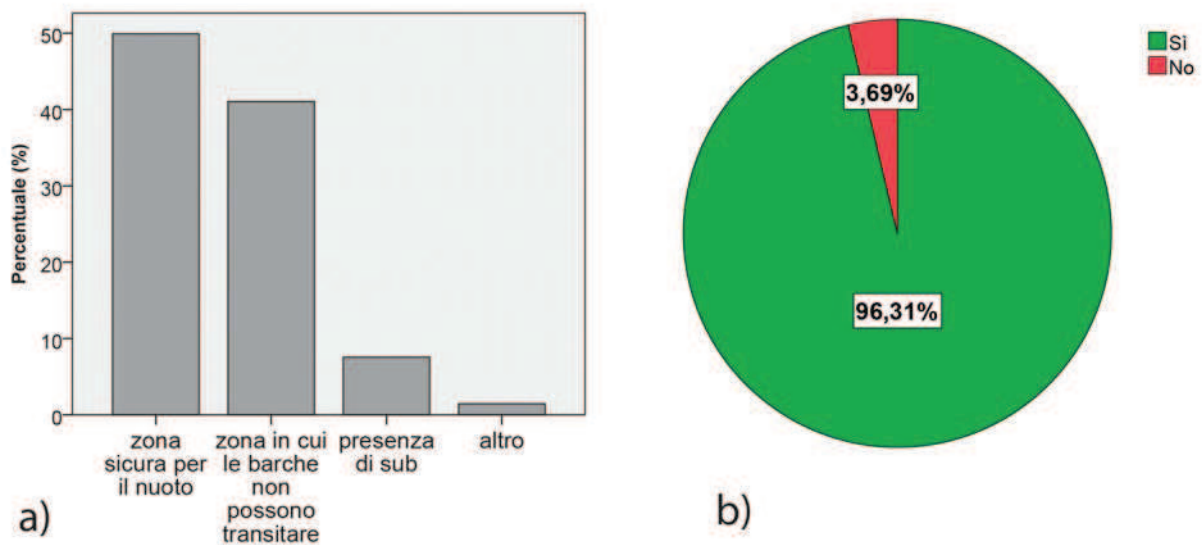 50
40
30
20
10
0
Percentuale (%)
zona
sicura per
il nuoto
zona in cui
le barche
non
possono
transitare
presenza
di sub
altro
a)
Sì
No
3,69%
96,31%
b)